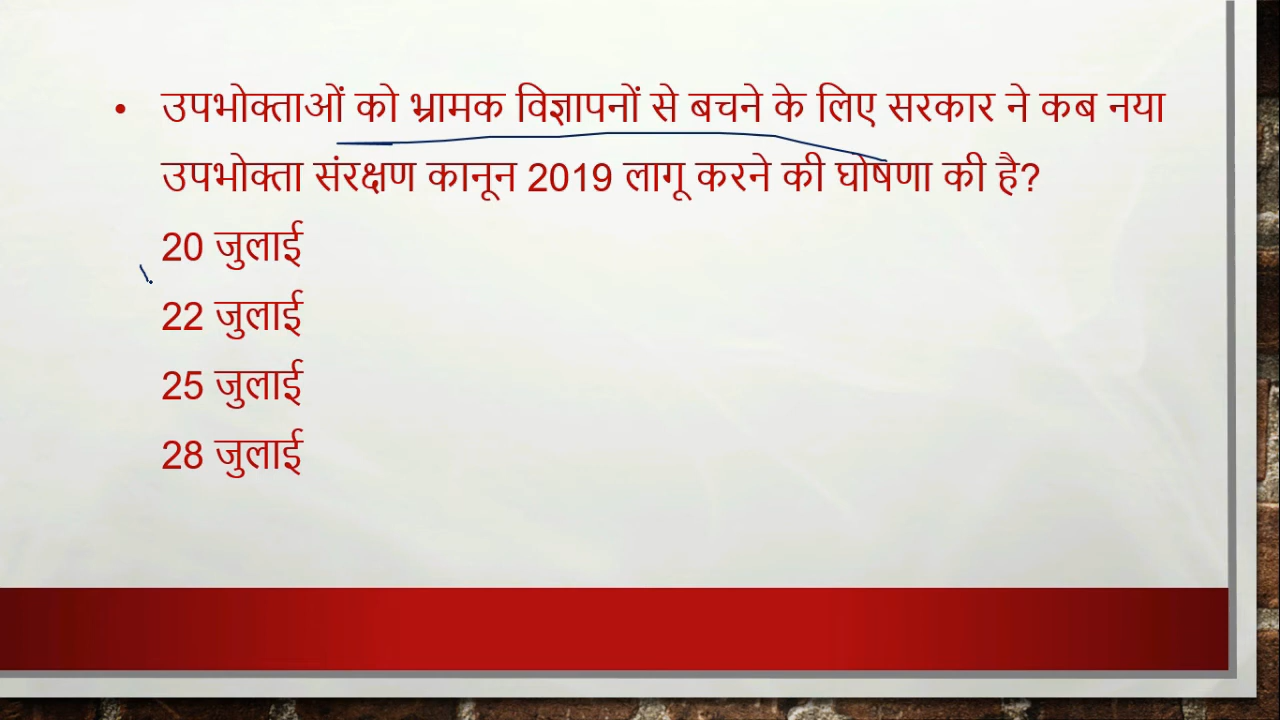 • उपभोक्ताओं को भ्रामक विज्ञापनों से बचने के लिए सरकार ने कब नया
उपभोक्ता संरक्षण कानून 2019 लागू करने की घोषणा की है?
20 जुलाई
22 जुलाई
25 जुलाई
28 जुलाई